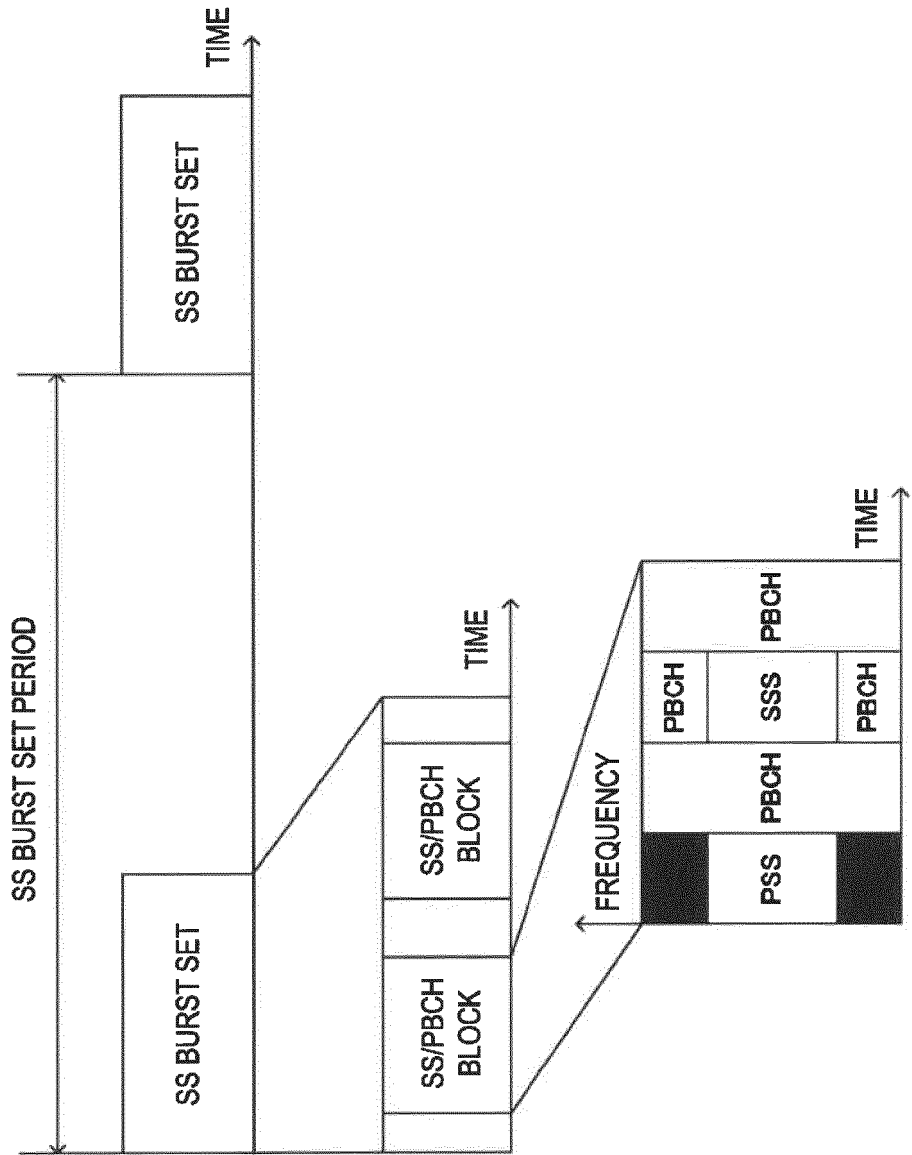 SS BURST SET PERIOD
SS BURST SET
SS BURST SET
TIME
SS/PBCH
BLOCK
SS/PBCH
BLOCK
TIME
FREQUENCY
PSS
PBCH
PBCH
SSS
PBCH
PBCH
TIME